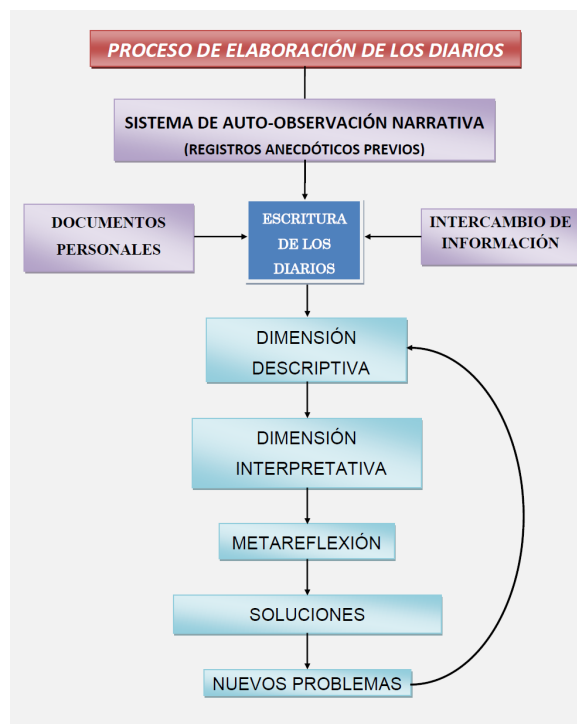 PROCESO DE ELABORACIÓN DE LOS DIARIOS
SISTEMA DE AUTO-OBSERVACIÓN NARRATIVA
(REGISTROS ANECDÓTICOS PREVIOS)
DOCUMENTOS
PERSONALES
ESCRITURA
DE LOS
DIARIOS
INTERCAMBIO DE
INFORMACIÓN
DIMENSIÓN
DESCRIPTIVA
DIMENSIÓN
INTERPRETATIVA
METAREFLEXIÓN
SOLUCIONES
NUEVOS PROBLEMAS